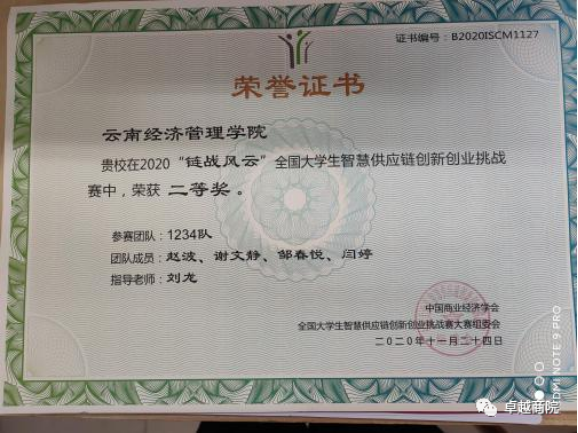 证书编号：B2020ISCM1127
荣誉证书
云南经济管理学院
贵校在2020“链战风云”全国大学生智慧供应链创新创业挑战
赛中，荣获 二等奖。
参赛团队：1234队
团队成员：赵波、谢文静、邹春悦、闫婷
指导老师：刘龙
中国商业经济学会
全国大学生智慧供应链创新创业挑战赛大赛组委会
二〇二〇年十一月二十四日
DMI NOTE 9 PRO
卓越商院